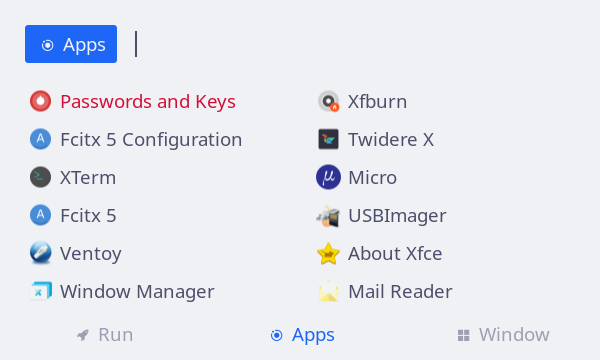 Apps
Passwords and Keys
Xfburn
Fcitx 5 Configuration
Twidere X
XTerm
Micro
Fcitx 5
USBImager
Ventoy
About Xfce
Window Manager
Mail Reader
Run
Apps
Window